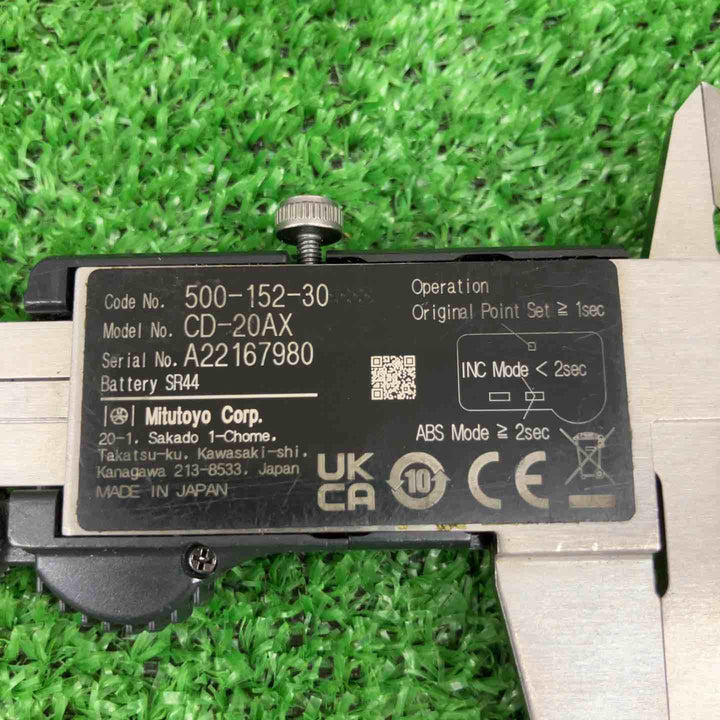 Code No. 500-152-30
Model No. CD-20AX
Serial No. A22167980
Battery SR44
Mitutoyo Corp.
20-1, Sakado 1-Chome,
Takatsu-ku, Kawasaki-shi,
Kanagawa 213-8533, Japan
MADE IN JAPAN
Operation
Original Point Set ≧ 1sec
INC Mode < 2sec
ABS Mode ≧ 2sec
UK
CA
10
CE